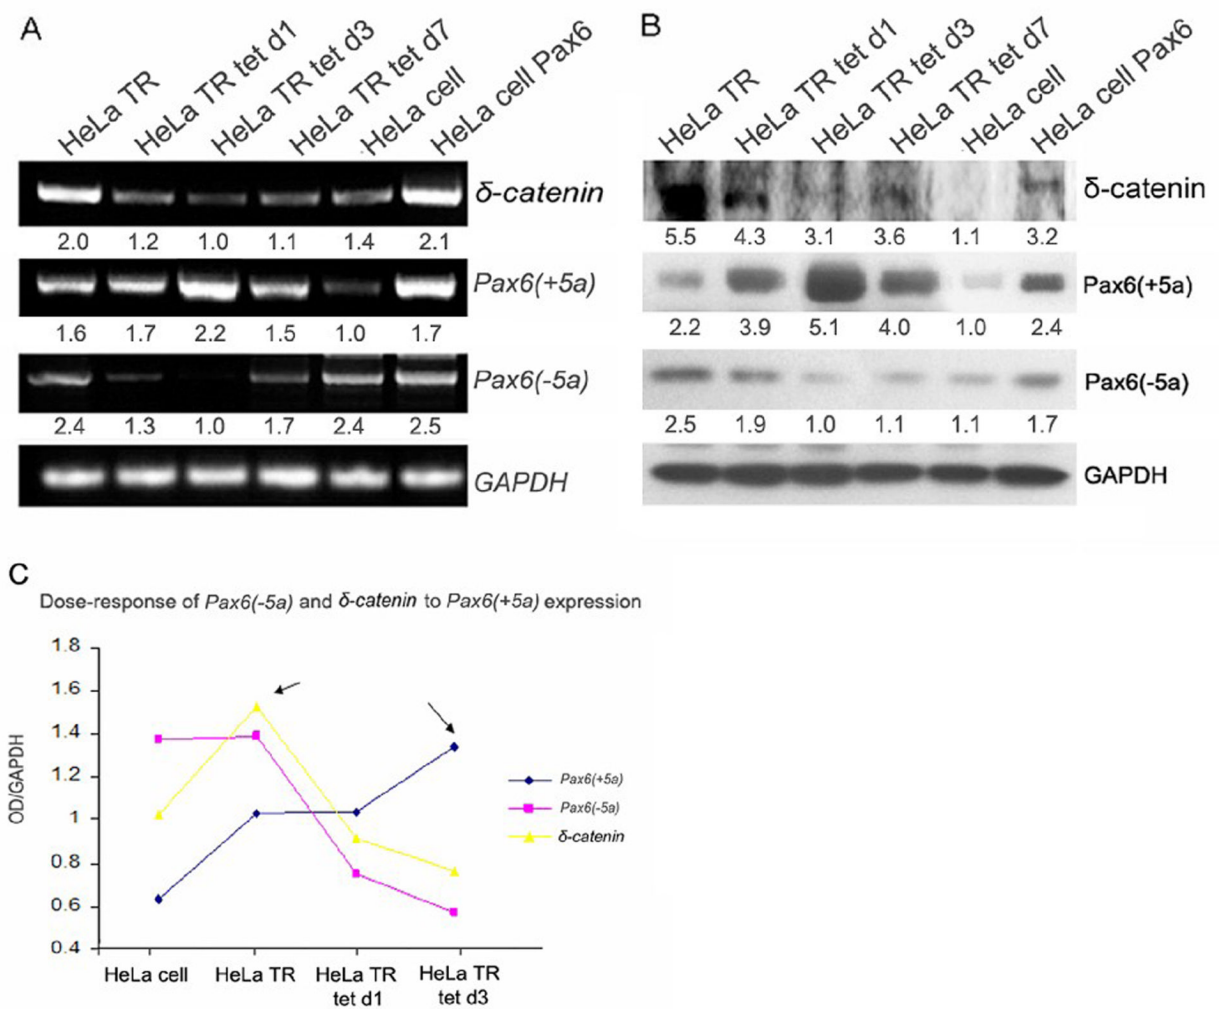 A
HeLa TR
HeLa TR tet d1
HeLa TR tet d3
HeLa TR tet d7
HeLa cell
HeLa cell Pax6
δ-catenin
2.0 1.2 1.0 1.1 1.4 2.1
Pax6(+5a)
1.6 1.7 2.2 1.5 1.0 1.7
Pax6(-5a)
2.4 1.3 1.0 1.7 2.4 2.5
GAPDH
B
HeLa TR
HeLa TR tet d1
HeLa TR tet d3
HeLa TR tet d7
HeLa cell
HeLa cell Pax6
δ-catenin
5.5 4.3 3.1 3.6 1.1 3.2
Pax6(+5a)
2.2 3.9 5.1 4.0 1.0 2.4
Pax6(-5a)
2.5 1.9 1.0 1.1 1.1 1.7
GAPDH
C
Dose-response of Pax6(-5a) and δ-catenin to Pax6(+5a) expression
OD/GAPDH
1.8
1.6
1.4
1.2
1
0.8
0.6
0.4
HeLa cell
HeLa TR
HeLa TR
tet d1
HeLa TR
tet d3
Pax6(+5a)
Pax6(-5a)
δ-catenin